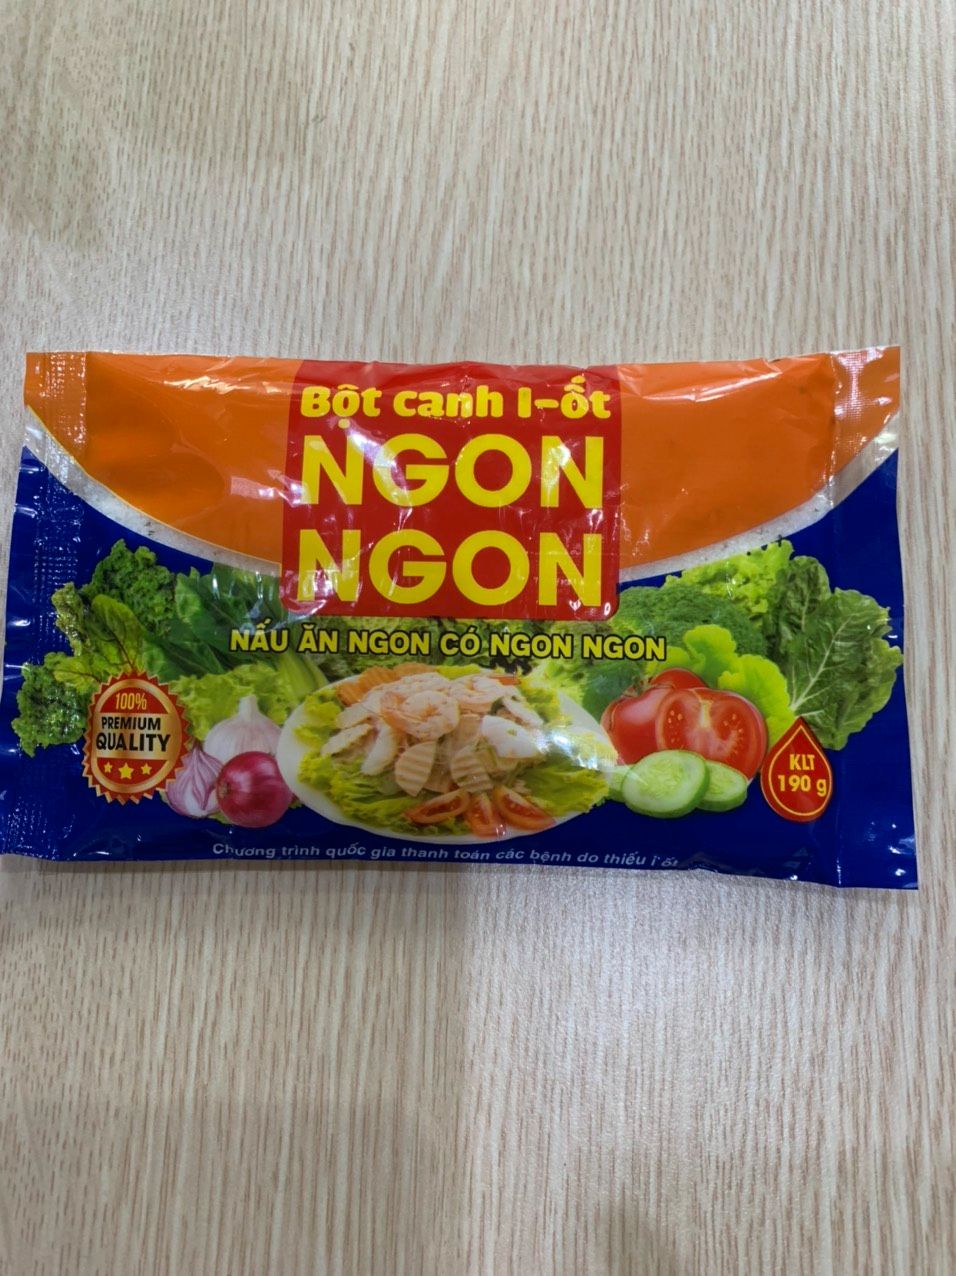 Bột canh I-ốt
NGON
NGON
NẤU ĂN NGON CÓ NGON NGON
100%
PREMIUM
QUALITY
KLT
190 g
Chương trình quốc gia thanh toán các bệnh do thiếu i ốt